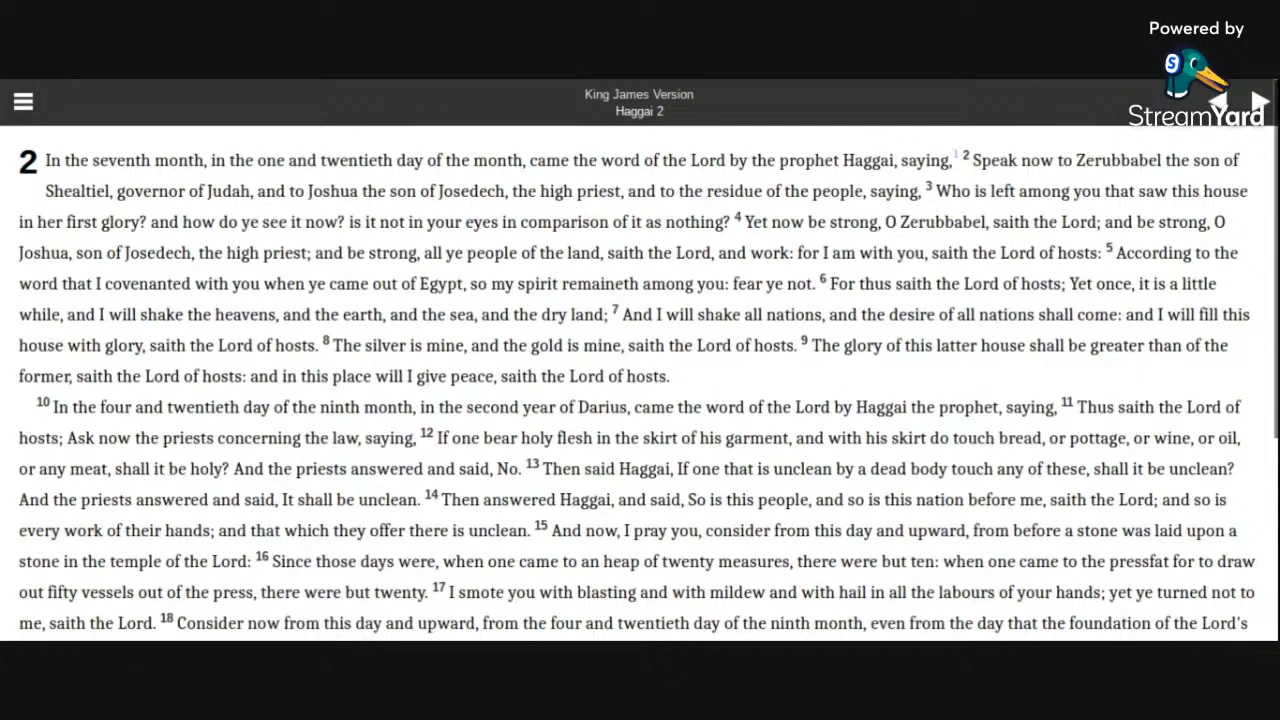 Powered by
StreamYard
King James Version
Haggai 2
2 In the seventh month, in the one and twentieth day of the month, came the word of the Lord by the prophet Haggai, saying, 2 Speak now to Zerubbabel the son of
Shealtiel, governor of Judah, and to Joshua the son of Josedech, the high priest, and to the residue of the people, saying, 3 Who is left among you that saw this house
in her first glory? and how do ye see it now? is it not in your eyes in comparison of it as nothing? 4 Yet now be strong, O Zerubbabel, saith the Lord; and be strong, O
Joshua, son of Josedech, the high priest; and be strong, all ye people of the land, saith the Lord, and work: for I am with you, saith the Lord of hosts: 5 According to the
word that I covenanted with you when ye came out of Egypt, so my spirit remaineth among you: fear ye not. 6 For thus saith the Lord of hosts; Yet once, it is a little
while, and I will shake the heavens, and the earth, and the sea, and the dry land; 7 And I will shake all nations, and the desire of all nations shall come: and I will fill this
house with glory, saith the Lord of hosts. 8 The silver is mine, and the gold is mine, saith the Lord of hosts. 9 The glory of this latter house shall be greater than of the
former, saith the Lord of hosts: and in this place will I give peace, saith the Lord of hosts.
10 In the four and twentieth day of the ninth month, in the second year of Darius, came the word of the Lord by Haggai the prophet, saying, 11 Thus saith the Lord of
hosts; Ask now the priests concerning the law, saying, 12 If one bear holy flesh in the skirt of his garment, and with his skirt do touch bread, or pottage, or wine, or oil,
or any meat, shall it be holy? And the priests answered and said, No. 13 Then said Haggai, If one that is unclean by a dead body touch any of these, shall it be unclean?
And the priests answered and said, It shall be unclean. 14 Then answered Haggai, and said, So is this people, and so is this nation before me, saith the Lord; and so is
every work of their hands; and that which they offer there is unclean. 15 And now, I pray you, consider from this day and upward, from before a stone was laid upon a
stone in the temple of the Lord: 16 Since those days were, when one came to an heap of twenty measures, there were but ten: when one came to the pressfat for to draw
out fifty vessels out of the press, there were but twenty. 17 I smote you with blasting and with mildew and with hail in all the labours of your hands; yet ye turned not to
me, saith the Lord. 18 Consider now from this day and upward, from the four and twentieth day of the ninth month, even from the day that the foundation of the Lord's